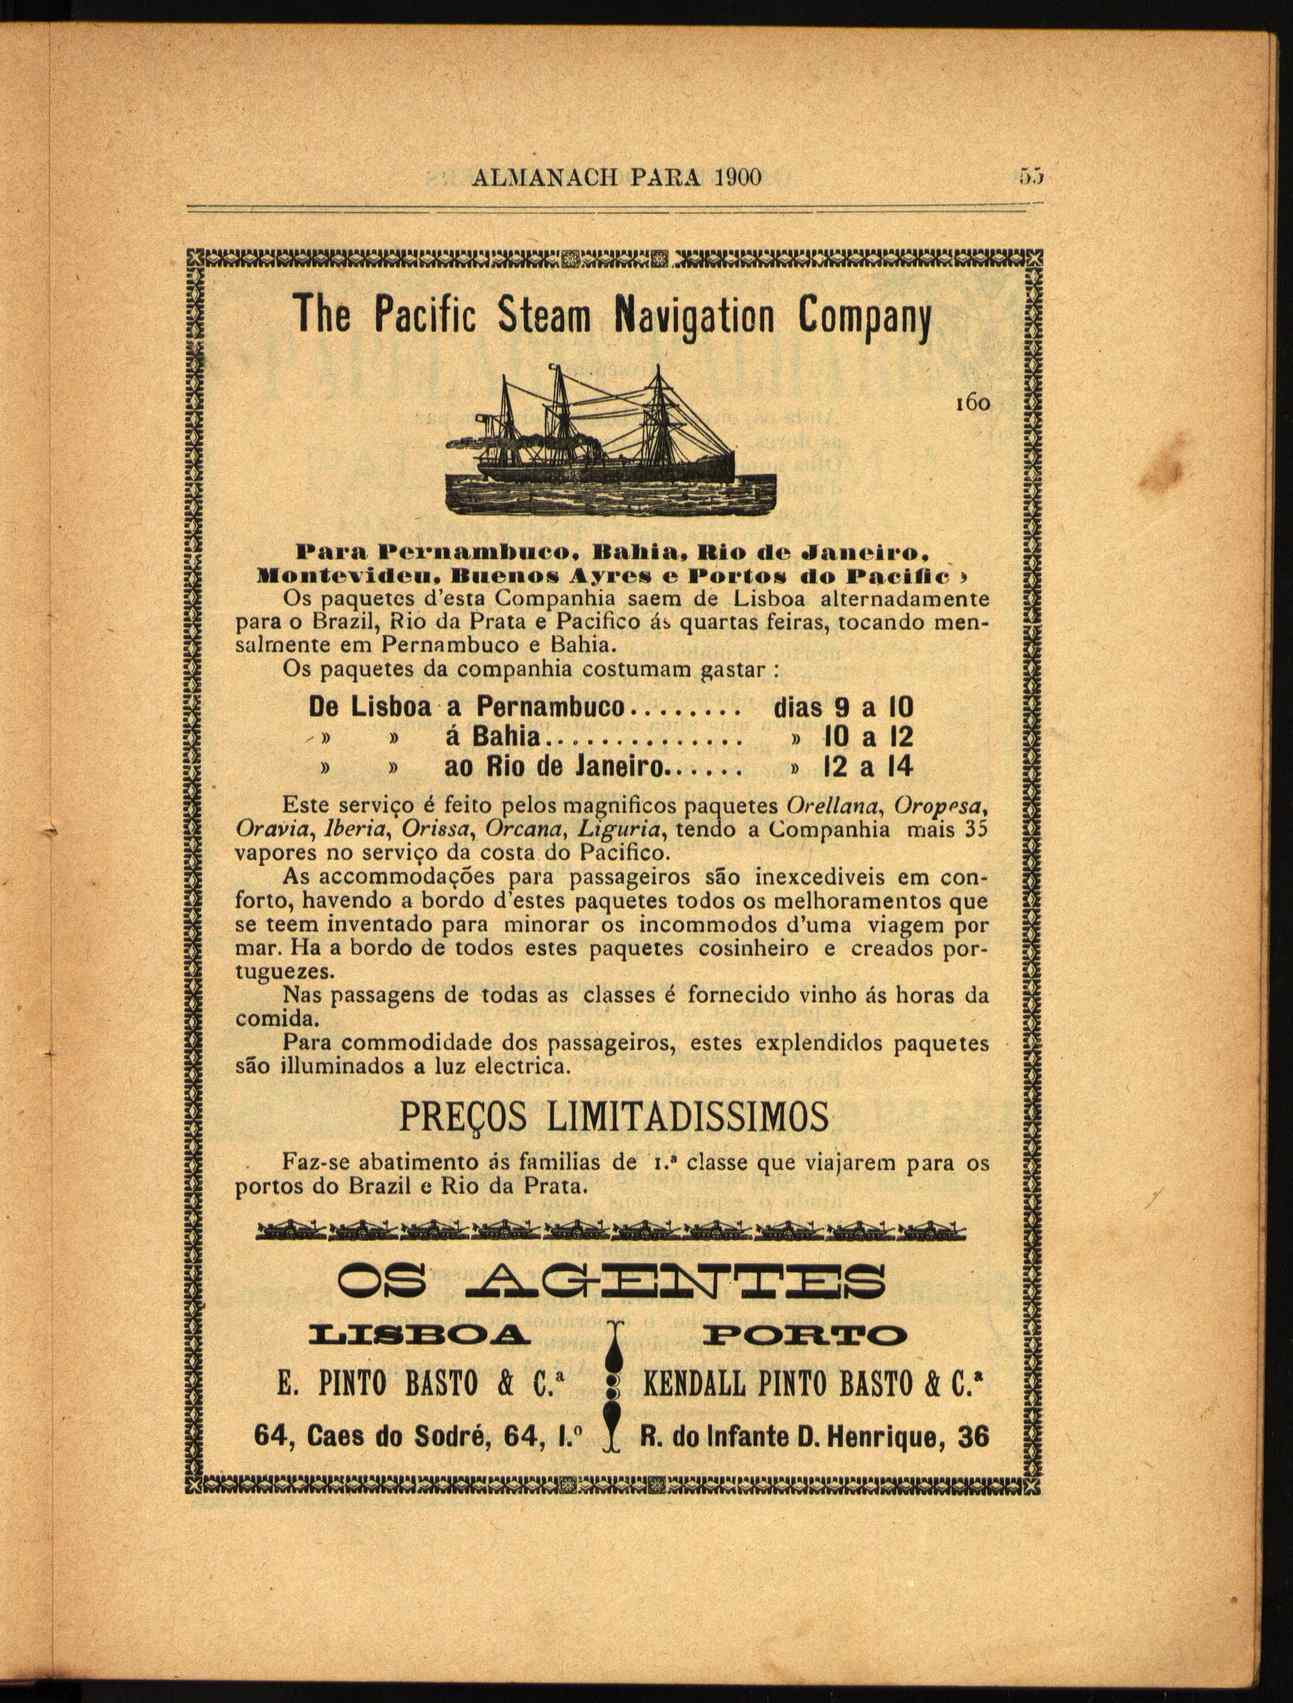 ALMANACH PARA 1900 55
The Pacific Steam Navigation Company
160
Para Pernambuco, Bahia, Rio de Janeiro,
Montevideu, Buenos Ayres e Portos do Pacifico
Os paquetes d'esta Companhia saem de Lisboa alternadamente
para o Brazil, Rio da Prata e Pacifico ás quartas feiras, tocando men-
salmente em Pernambuco e Bahia.
Os paquetes da companhia costumam gastar :
De Lisboa a Pernambuco........ dias 9 a 10
» » á Bahia.............. » 10 a 12
» » ao Rio de Janeiro...... » 12 a 14
Este serviço é feito pelos magnificos paquetes Orellana, Oropesa,
Oravia, Iberia, Orissa, Orcana, Liguria, tendo a Companhia mais 35
vapores no serviço da costa do Pacifico.
As accommodações para passageiros são inexcediveis em con-
forto, havendo a bordo d'estes paquetes todos os melhoramentos que
se teem inventado para minorar os incommodos d'uma viagem por
mar. Ha a bordo de todos estes paquetes cosinheiro e creados por-
tuguezes.
Nas passagens de todas as classes é fornecido vinho ás horas da
comida.
Para commodidade dos passageiros, estes explendidos paquetes
são illuminados a luz electrica.
PREÇOS LIMITADISSIMOS
Faz-se abatimento ás familias de 1.ª classe que viajarem para os
portos do Brazil e Rio da Prata.
OS AGENTES
LISBOA PORTO
E. PINTO BASTO & C.ª KENDALL PINTO BASTO & C.ª
64, Caes do Sodré, 64, 1.º R. do Infante D. Henrique, 36